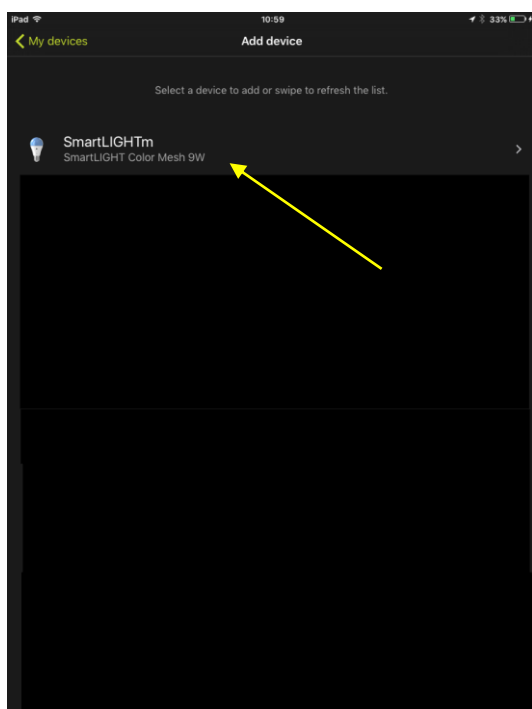 iPad 10:59 33%
My devices Add device
Select a device to add or swipe to refresh the list.
SmartLIGHTm
SmartLIGHT Color Mesh 9W